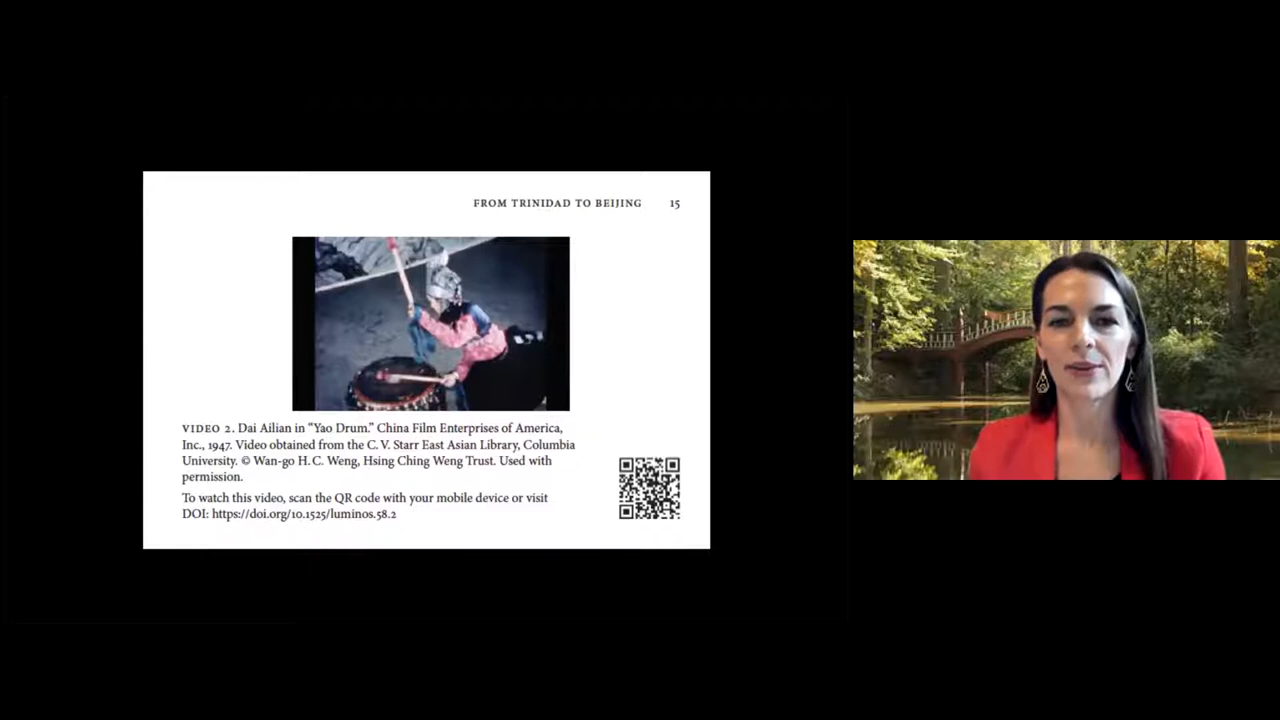 FROM TRINIDAD TO BEIJING 15
VIDEO 2. Dai Ailian in “Yao Drum.” China Film Enterprises of America,
Inc., 1947. Video obtained from the C. V. Starr East Asian Library, Columbia
University. © Wan-go H. C. Weng, Hsing Ching Weng Trust. Used with
permission.
To watch this video, scan the QR code with your mobile device or visit
DOI: https://doi.org/10.1525/luminos.58.2